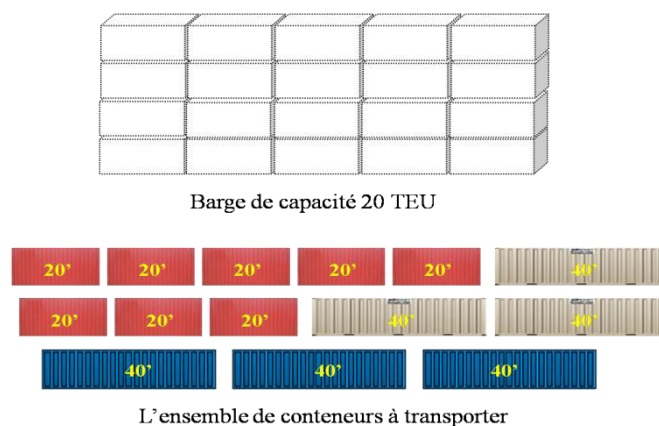 Barge de capacité 20 TEU
20’ 20’ 20’ 20’ 20’ 40’
20’ 20’ 20’ 40’ 40’
40’ 40’ 40’
L’ensemble de conteneurs à transporter